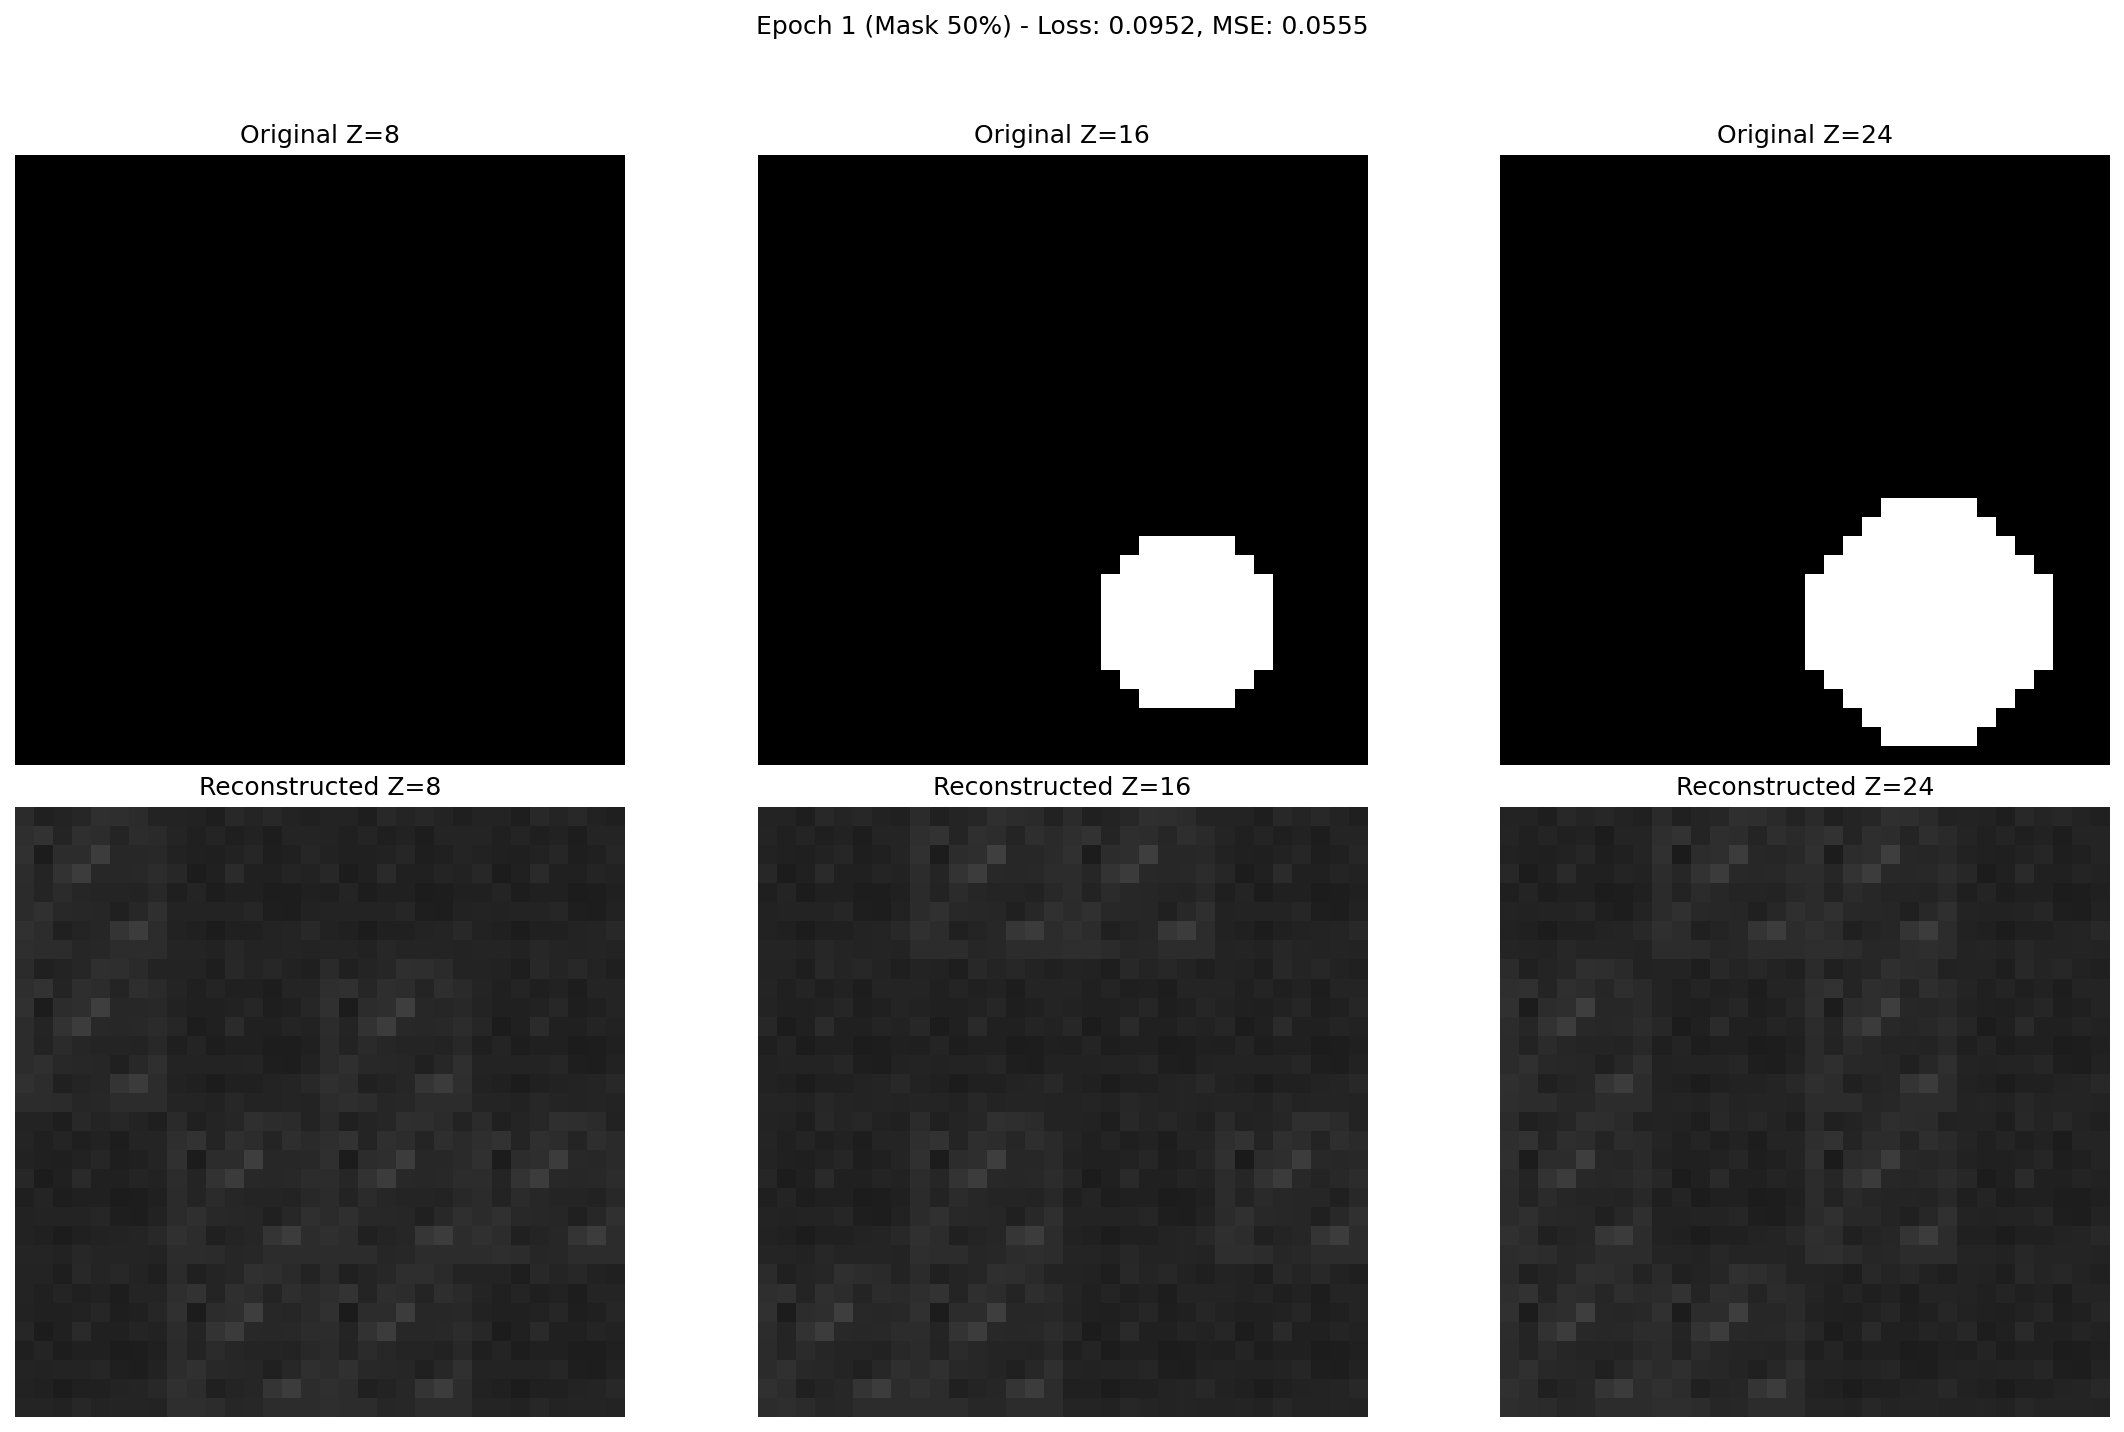 Epoch 1 (Mask 50%) - Loss: 0.0952, MSE: 0.0555
Original Z=8
Original Z=16
Original Z=24
Reconstructed Z=8
Reconstructed Z=16
Reconstructed Z=24